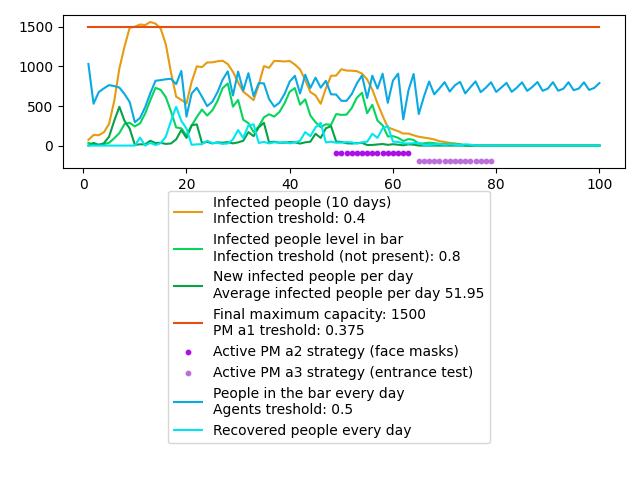 1500
1000
500
0
0
20
40
60
80
100
Infected people (10 days)
Infection treshold: 0.4
Infected people level in bar
Infection treshold (not present): 0.8
New infected people per day
Average infected people per day 51.95
Final maximum capacity: 1500
PM a1 treshold: 0.375
Active PM a2 strategy (face masks)
Active PM a3 strategy (entrance test)
People in the bar every day
Agents treshold: 0.5
Recovered people every day